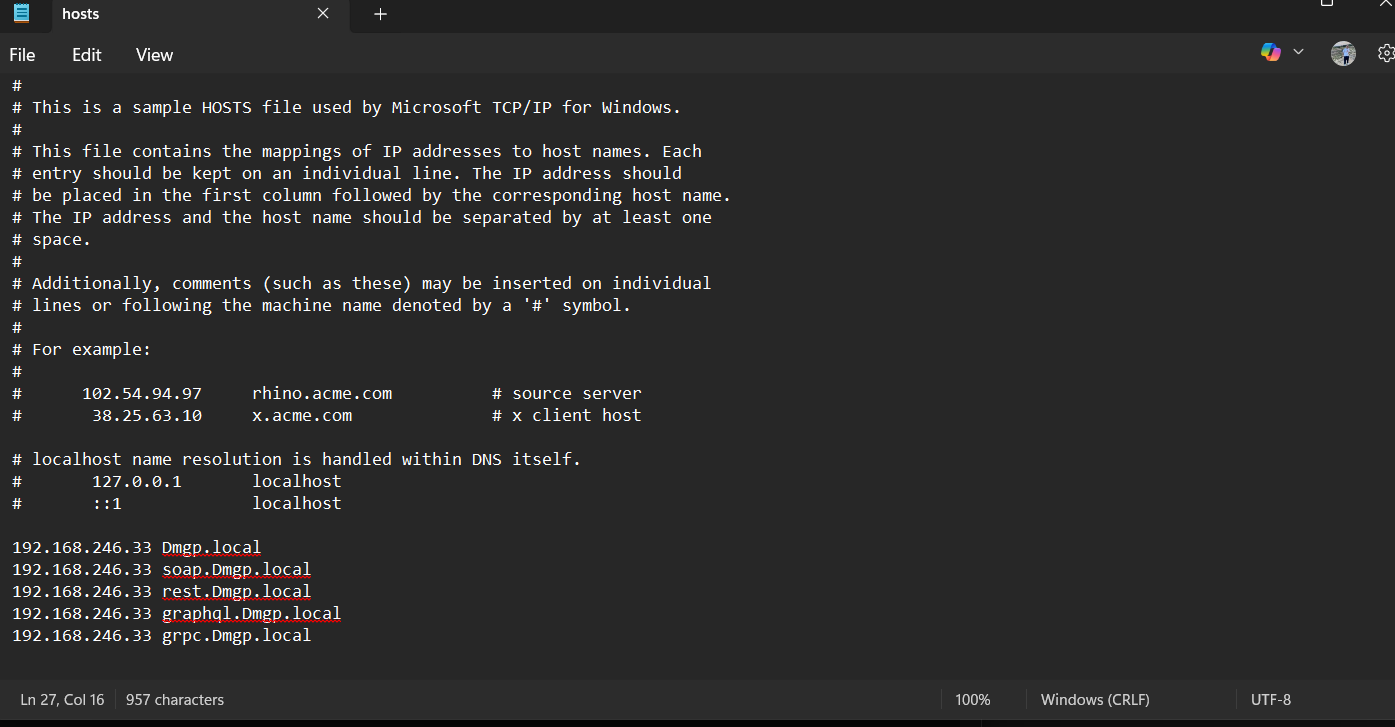 hosts
File Edit View
#
# This is a sample HOSTS file used by Microsoft TCP/IP for Windows.
#
# This file contains the mappings of IP addresses to host names. Each
# entry should be kept on an individual line. The IP address should
# be placed in the first column followed by the corresponding host name.
# The IP address and the host name should be separated by at least one
# space.
#
# Additionally, comments (such as these) may be inserted on individual
# lines or following the machine name denoted by a '#' symbol.
#
# For example:
#
#      102.54.94.97     rhino.acme.com          # source server
#       38.25.63.10     x.acme.com              # x client host

# localhost name resolution is handled within DNS itself.
#       127.0.0.1       localhost
#       ::1             localhost

192.168.246.33 Dmgp.local
192.168.246.33 soap.Dmgp.local
192.168.246.33 rest.Dmgp.local
192.168.246.33 graphql.Dmgp.local
192.168.246.33 grpc.Dmgp.local
Ln 27, Col 16 957 characters 100% Windows (CRLF) UTF-8